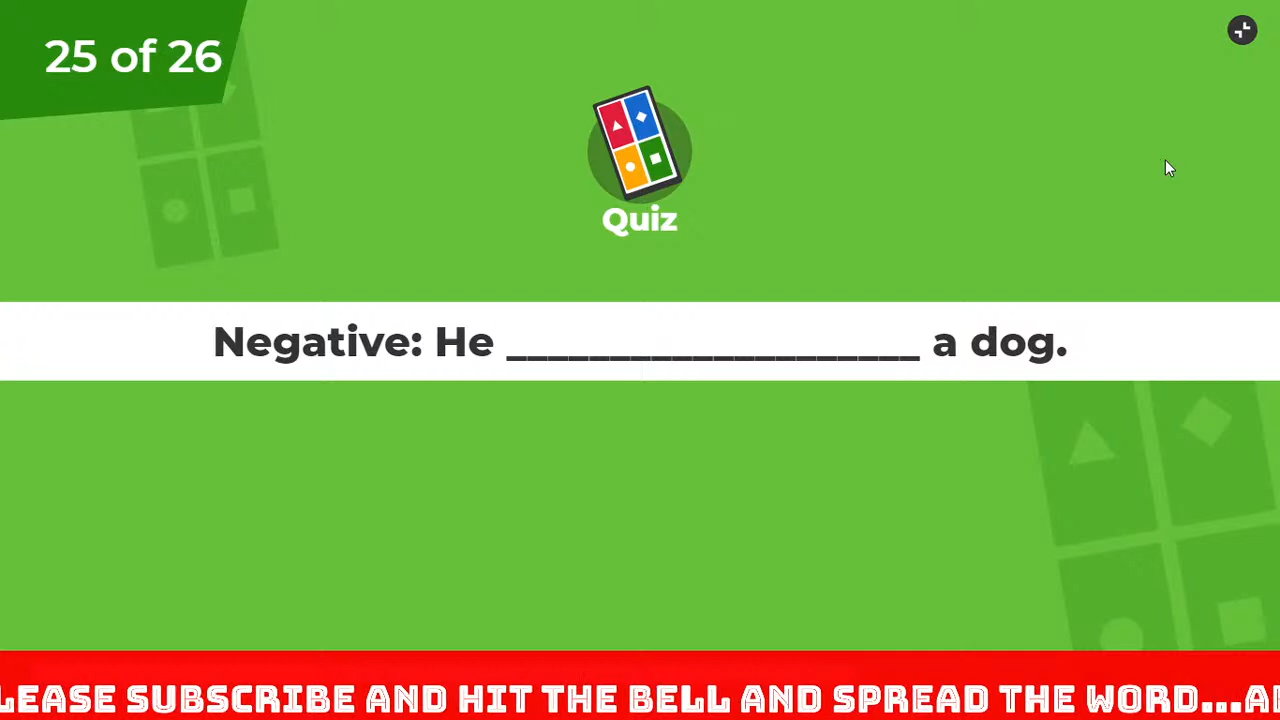 25 of 26
Quiz
Negative: He ____________________ a dog.
LEASE SUBSCRIBE AND HIT THE BELL AND SPREAD THE WORD...